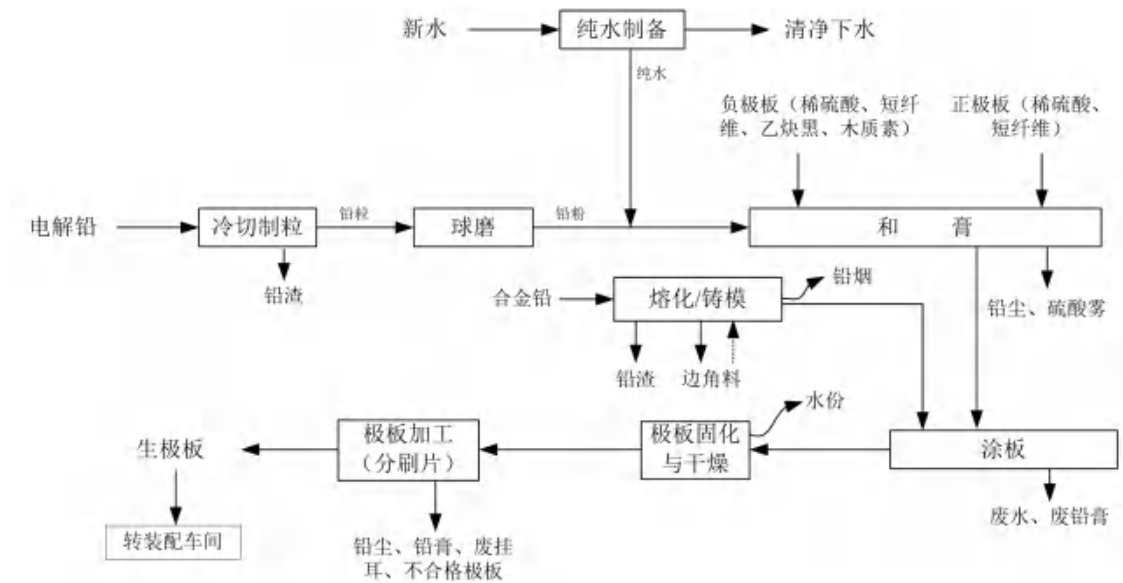 新水
纯水制备
清净下水
纯水
负极板（稀硫酸、短纤
维、乙炔黑、木质素）
正极板（稀硫酸、
短纤维）
电解铅
冷切制粒
铅粒
球磨
铅粉
和 膏
铅渣
合金铅
熔化/铸模
铅烟
铅尘、硫酸雾
铅渣
边角料
水份
生极板
极板加工
（分刷片）
极板固化
与干燥
涂板
转装配车间
铅尘、铅膏、废挂
耳、不合格极板
废水、废铅膏